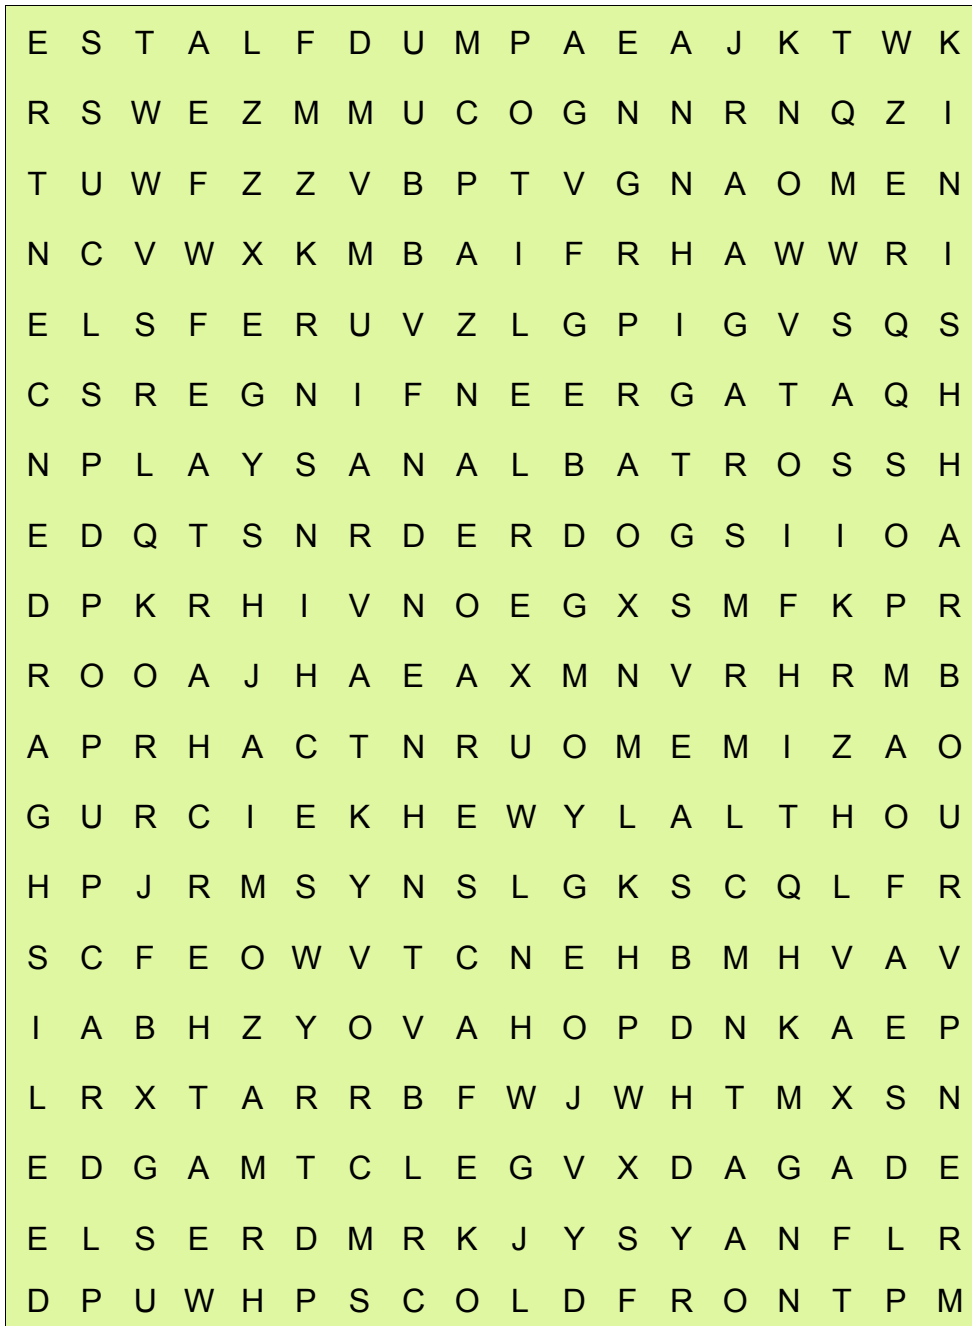 E S T A L F D U M P A E A J K T W K
R S W E Z M M U C O G N N R N Q Z I
T U W F Z Z V B P T V G N A O M E N
N C V W X K M B A I F R H A W W R I
E L S F E R U V Z L G P I G V S Q S
C S R E G N I F N E E R G A T A Q H
N P L A Y S A N A L B A T R O S S H
E D Q T S N R D E R D O G S I I O A
D P K R H I V N O E G X S M F K P R
R O O A J H A E A X M N V R H R M B
A P R H A C T N R U O M E M I Z A O
G U R C I E K H E W Y L A L T H O U
H P J R M S Y N S L G K S C Q L F R
S C F E O W V T C N E H B M H V A V
I A B H Z Y O V A H O P D N K A E P
L R X T A R R B F W J W H T M X S N
E D G A M T C L E G V X D A G A D E
E L S E R D M R K J Y S Y A N F L R
D P U W H P S C O L D F R O N T P M